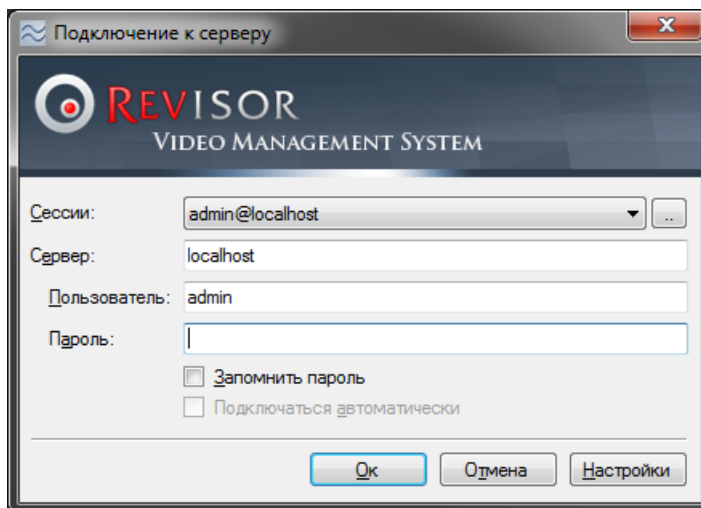 Подключение к серверу
REVISOR
VIDEO MANAGEMENT SYSTEM
Сессии: admin@localhost ..
Сервер: localhost
Пользователь: admin
Пароль:
Запомнить пароль
Подключаться автоматически
Ок Отмена Настройки